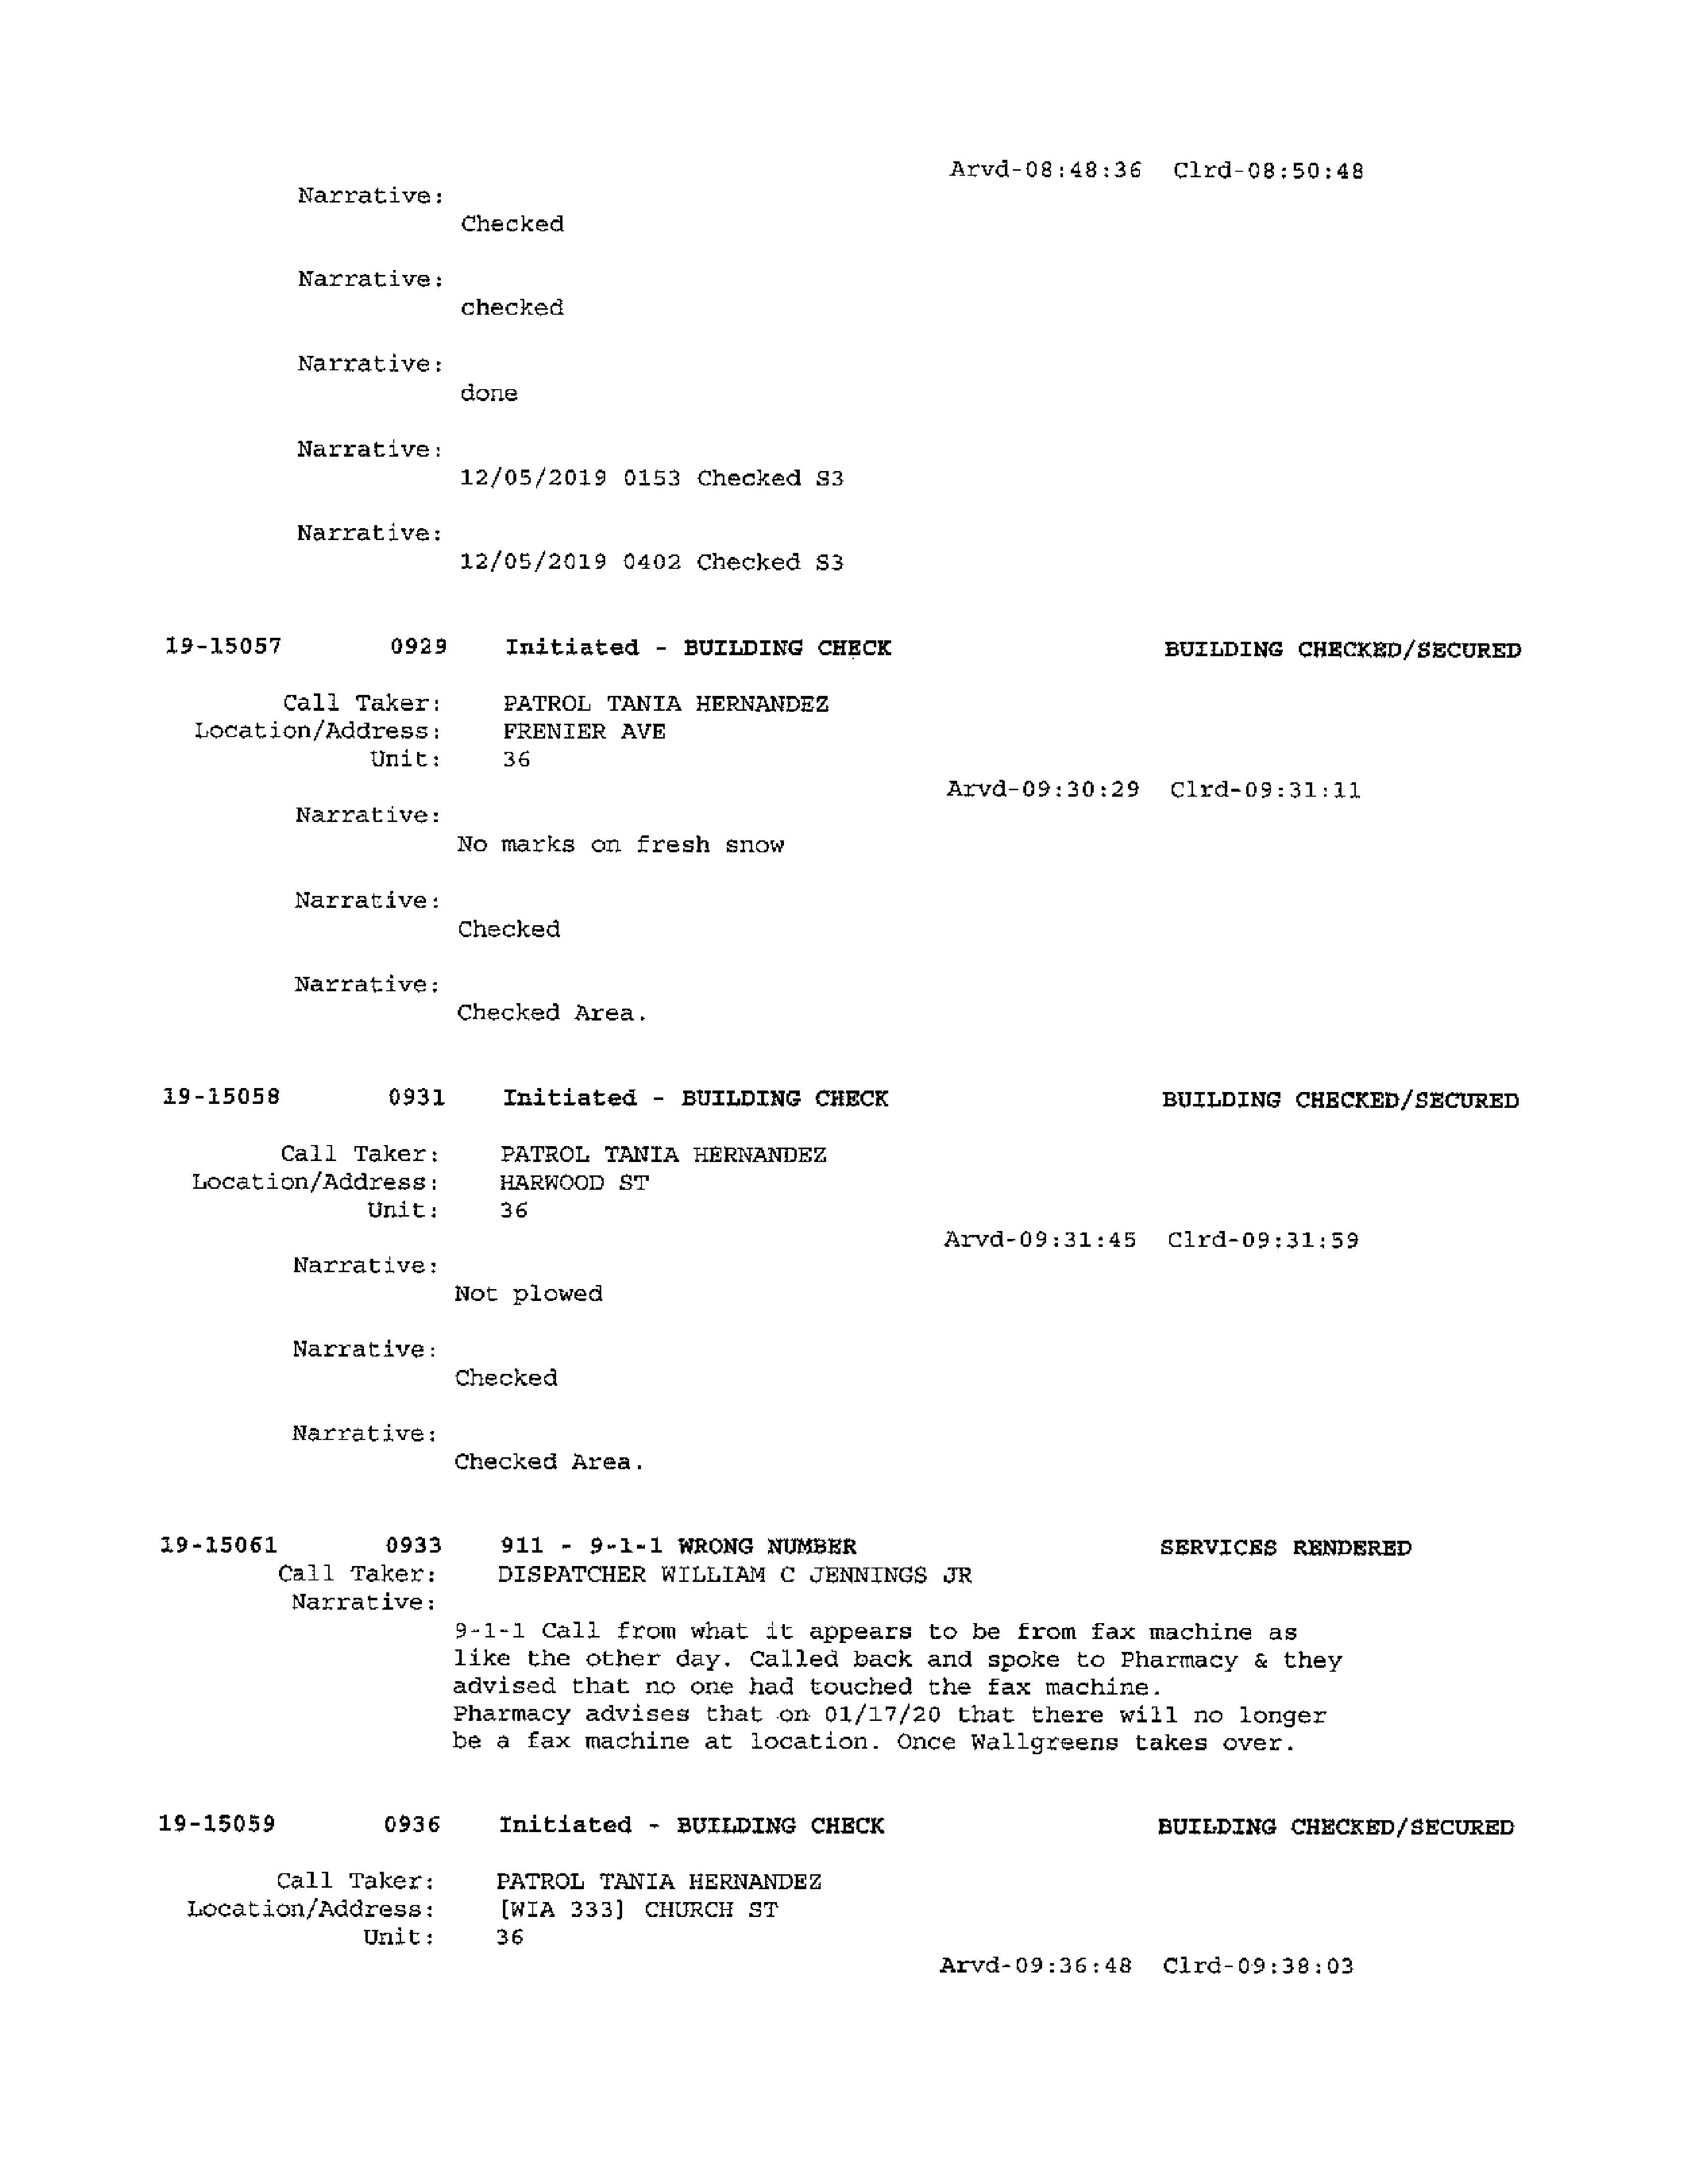 Arvd-08:48:36 Clrd-08:50:48
Narrative:
Checked
Narrative:
checked
Narrative:
done
Narrative:
12/05/2019 0153 Checked S3
Narrative:
12/05/2019 0402 Checked S3
19-15057 0929 Initiated - BUILDING CHECK BUILDING CHECKED/SECURED
Call Taker: PATROL TANIA HERNANDEZ
Location/Address: FRENIER AVE
Unit: 36
Arvd-09:30:29 Clrd-09:31:11
Narrative:
No marks on fresh snow
Narrative:
Checked
Narrative:
Checked Area.
19-15058 0931 Initiated - BUILDING CHECK BUILDING CHECKED/SECURED
Call Taker: PATROL TANIA HERNANDEZ
Location/Address: HARWOOD ST
Unit: 36
Arvd-09:31:45 Clrd-09:31:59
Narrative:
Not plowed
Narrative:
Checked
Narrative:
Checked Area.
19-15061 0933 911 - 9-1-1 WRONG NUMBER SERVICES RENDERED
Call Taker: DISPATCHER WILLIAM C JENNINGS JR
Narrative:
9-1-1 Call from what it appears to be from fax machine as
like the other day. Called back and spoke to Pharmacy & they
advised that no one had touched the fax machine.
Pharmacy advises that on 01/17/20 that there will no longer
be a fax machine at location. Once Wallgreens takes over.
19-15059 0936 Initiated - BUILDING CHECK BUILDING CHECKED/SECURED
Call Taker: PATROL TANIA HERNANDEZ
Location/Address: [WIA 333] CHURCH ST
Unit: 36
Arvd-09:36:48 Clrd-09:38:03